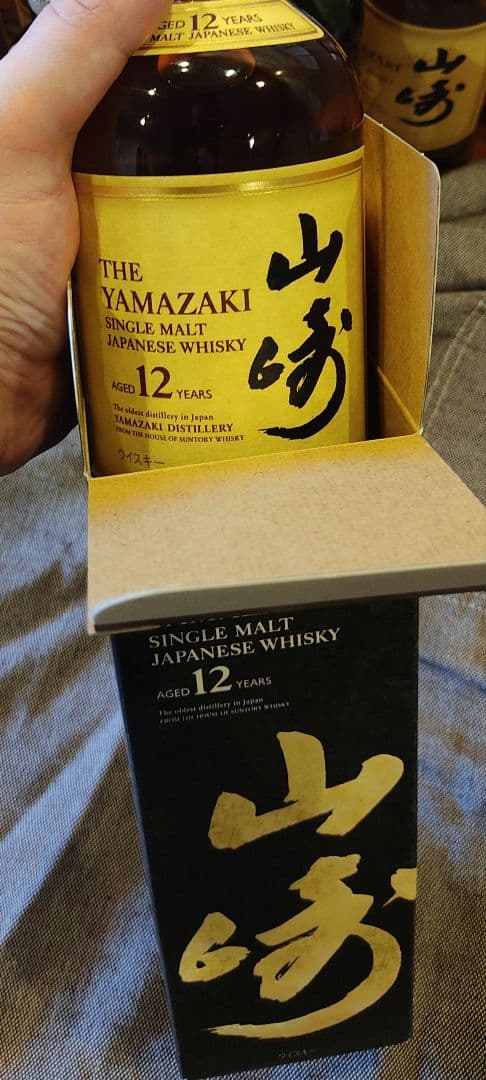 AGED 12 YEARS
MALT JAPANESE WHISKY
山崎
THE
YAMAZAKI
SINGLE MALT
JAPANESE WHISKY
AGED 12 YEARS
The oldest distillery in Japan
YAMAZAKI DISTILLERY
FROM THE HOUSE OF SUNTORY WHISKY
ウイスキー
山崎
SINGLE MALT
JAPANESE WHISKY
AGED 12 YEARS
The oldest distillery in Japan
FROM THE HOUSE OF SUNTORY WHISKY
山崎
ウイスキー